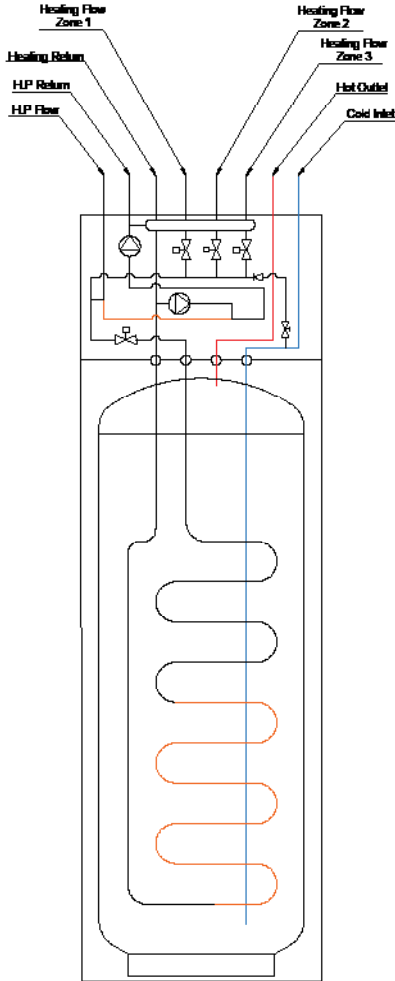 Heating Flow
Zone 1
Heating Flow
Zone 2
Heating Return
Heating Flow
Zone 3
H.P Return
Hot Outlet
H.P Flow
Cold Inlet